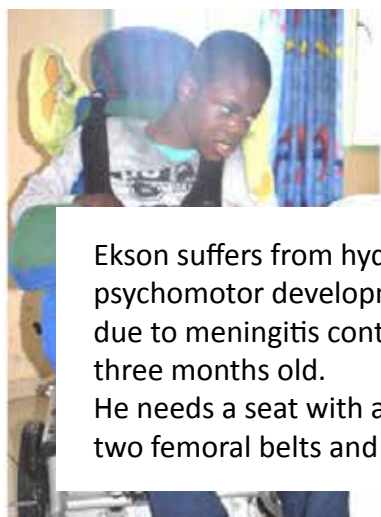 Ekson suffers from
psychomotor
due to meningitis
three months old.
He needs a seat with
two femoral belts and